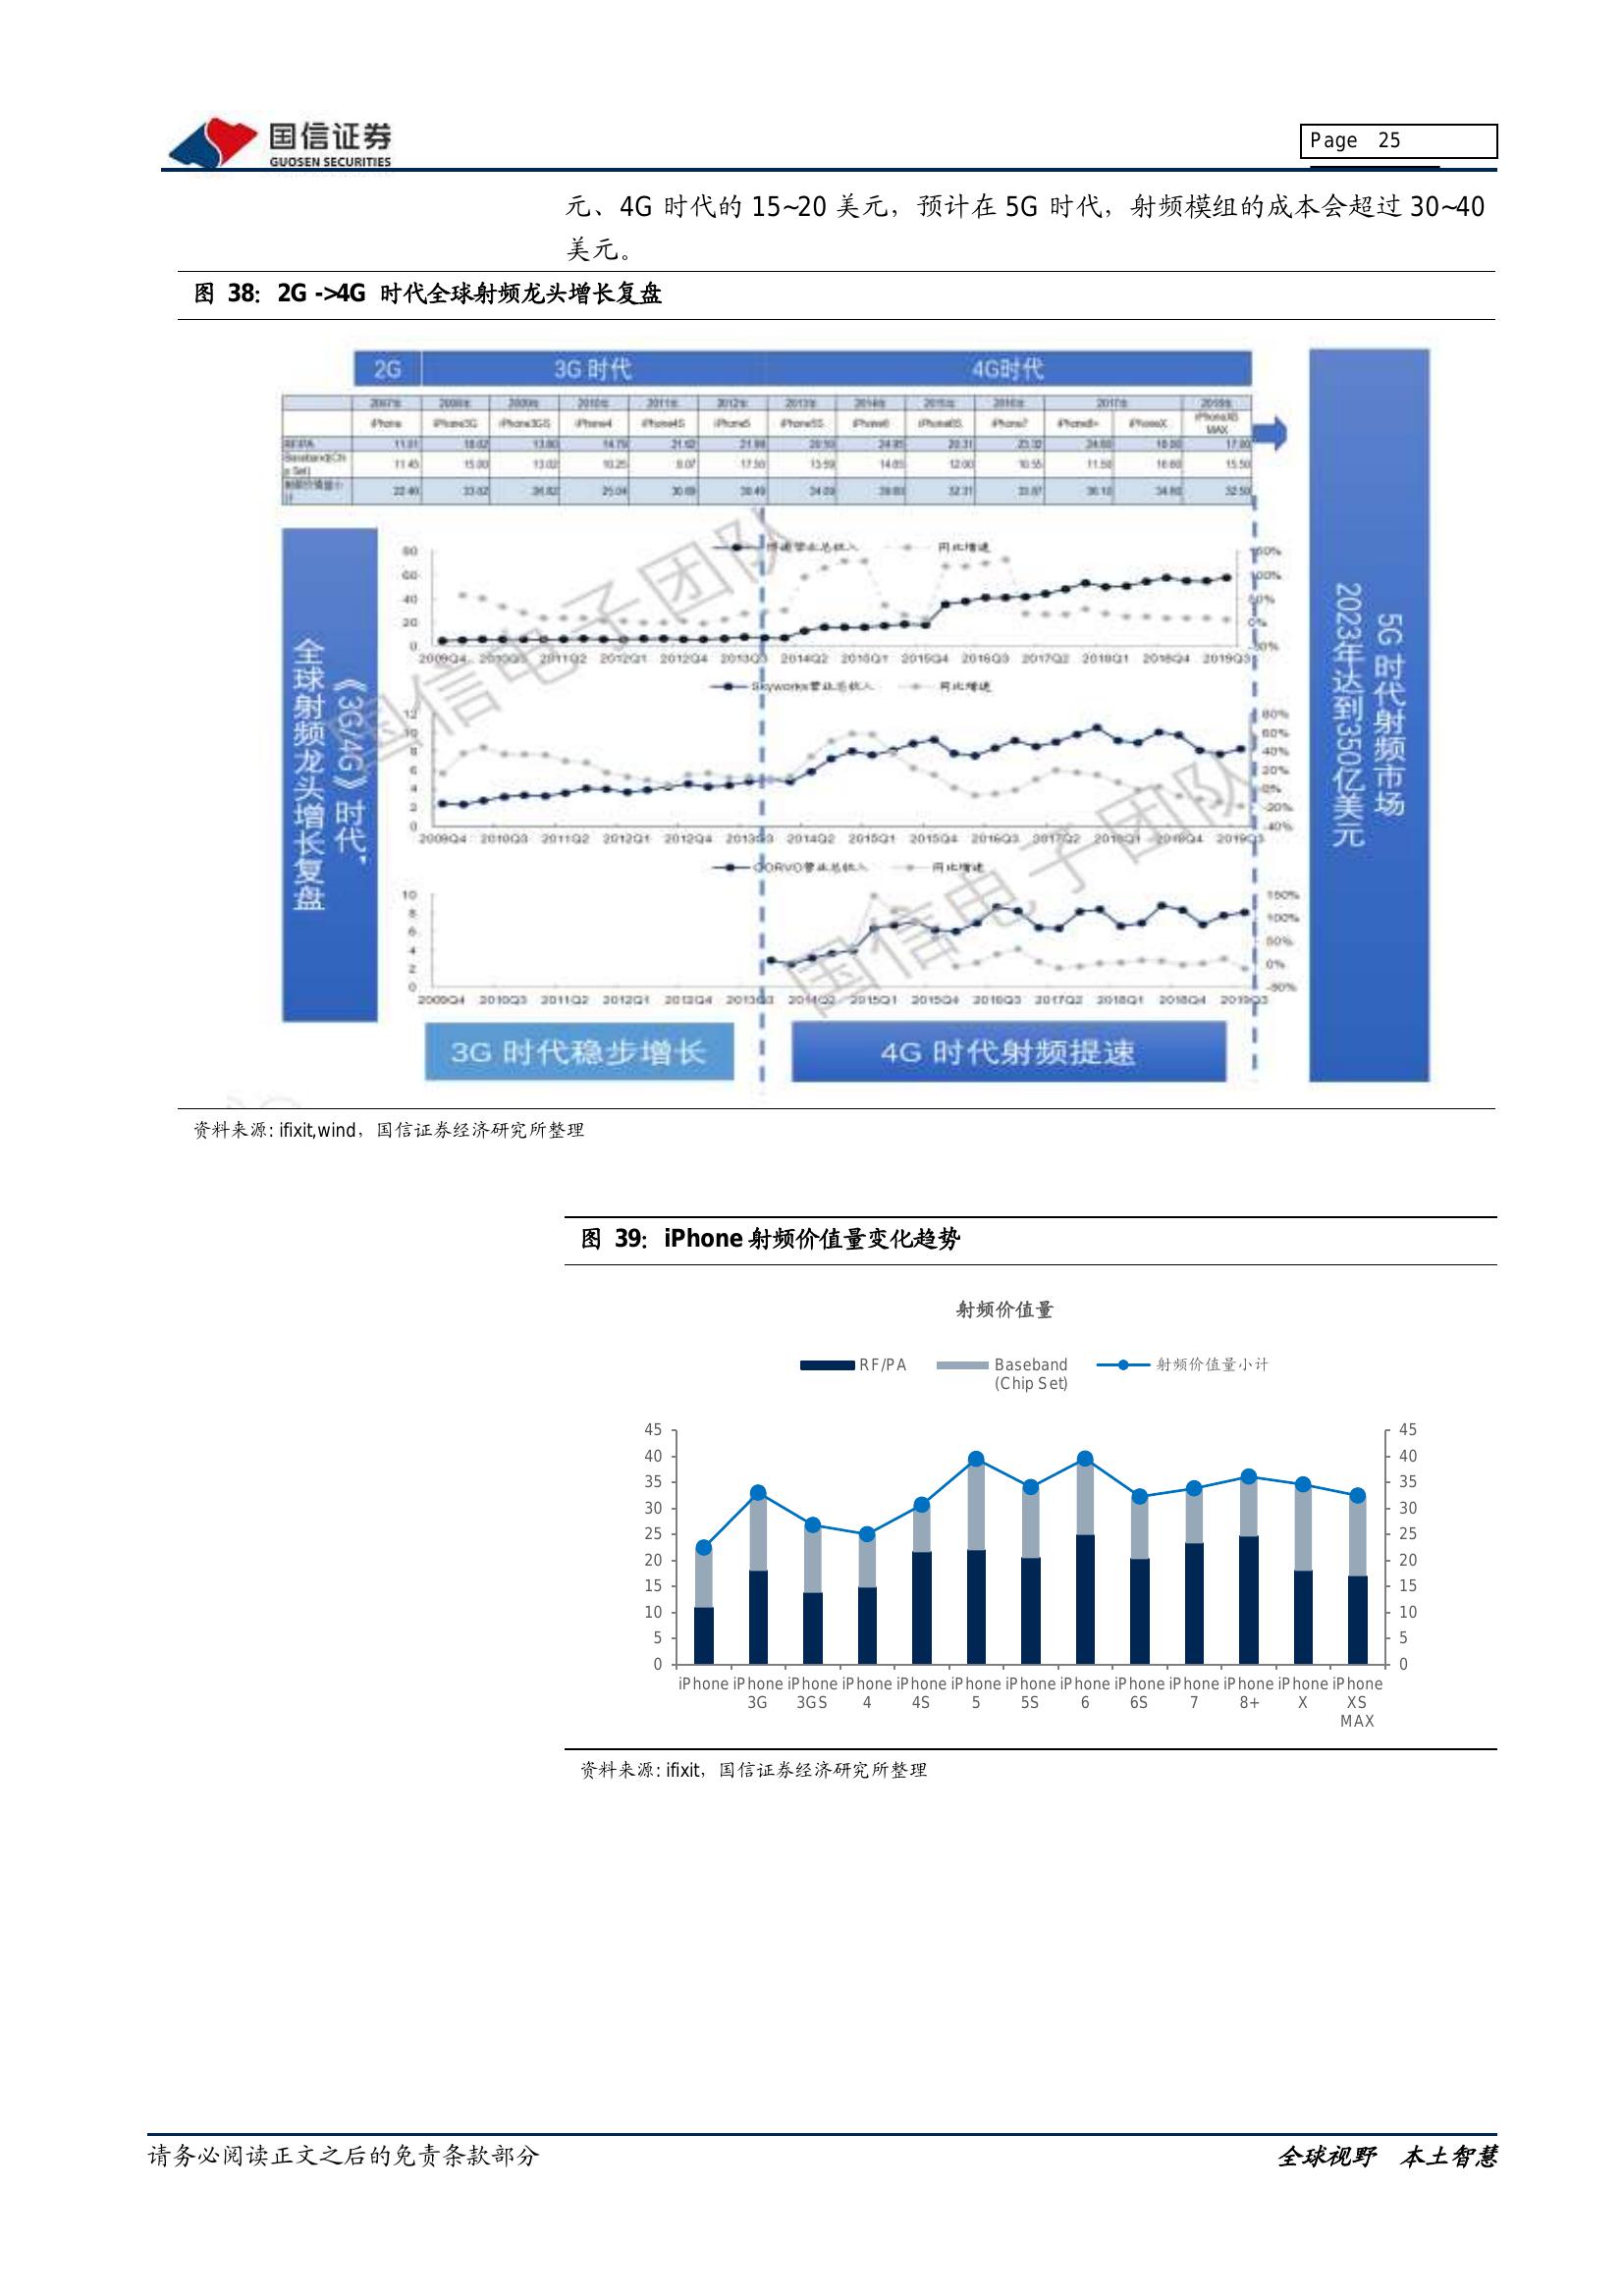 国信证券
GUOSEN SECURITIES
Page 25
元、4G 时代的 15~20 美元，预计在 5G 时代，射频模组的成本会超过 30~40
美元。
图 38：2G ->4G 时代全球射频龙头增长复盘
2G 3G 时代 4G时代
2007年 2008年 2009年 2010年 2011年 2012年 2013年 2014年 2015年 2016年 2017年 2018年
iPhone iPhone3G iPhone3GS iPhone4 iPhone4S iPhone5 iPhone5S iPhone6 iPhone6S iPhone7 iPhone8+ iPhoneX iPhoneXS MAX
RF/PA 11.01 18.02 13.80 14.79 21.62 21.99 20.50 24.95 20.31 23.32 24.60 18.00 17.00
Baseband(Chip Set) 11.45 15.00 13.02 10.25 9.07 17.50 13.59 14.65 12.00 10.55 11.50 16.60 15.50
射频价值量小计 22.46 33.02 26.82 25.04 30.69 39.49 34.09 39.60 32.31 33.87 36.10 34.60 32.50
《3G/4G》时代，
全球射频龙头增长复盘
博通营业总收入 同比增速
80
60
40
20
0
150%
100%
50%
0%
-50%
2009Q4 2010Q3 2011Q2 2012Q1 2012Q4 2013Q3 2014Q2 2015Q1 2015Q4 2016Q3 2017Q2 2018Q1 2018Q4 2019Q3
Skyworks营业总收入 同比增速
12
10
8
6
4
2
0
80%
60%
40%
20%
0%
-20%
-40%
2009Q4 2010Q3 2011Q2 2012Q1 2012Q4 2013Q3 2014Q2 2015Q1 2015Q4 2016Q3 2017Q2 2018Q1 2018Q4 2019Q3
QORVO营业总收入 同比增速
10
8
6
4
2
0
150%
100%
50%
0%
-50%
2009Q4 2010Q3 2011Q2 2012Q1 2012Q4 2013Q3 2014Q2 2015Q1 2015Q4 2016Q3 2017Q2 2018Q1 2018Q4 2019Q3
国信电子团队
国信电子团队
3G 时代稳步增长
4G 时代射频提速
5G 时代射频市场
2023年达到350亿美元
资料来源: ifixit,wind，国信证券经济研究所整理
图 39：iPhone 射频价值量变化趋势
射频价值量
RF/PA Baseband 射频价值量小计
(Chip Set)
45 45
40 40
35 35
30 30
25 25
20 20
15 15
10 10
5 5
0 0
iPhone iPhone iPhone iPhone iPhone iPhone iPhone iPhone iPhone iPhone iPhone iPhone iPhone
3G 3GS 4 4S 5 5S 6 6S 7 8+ X XS
MAX
资料来源: ifixit，国信证券经济研究所整理
请务必阅读正文之后的免责条款部分
全球视野 本土智慧